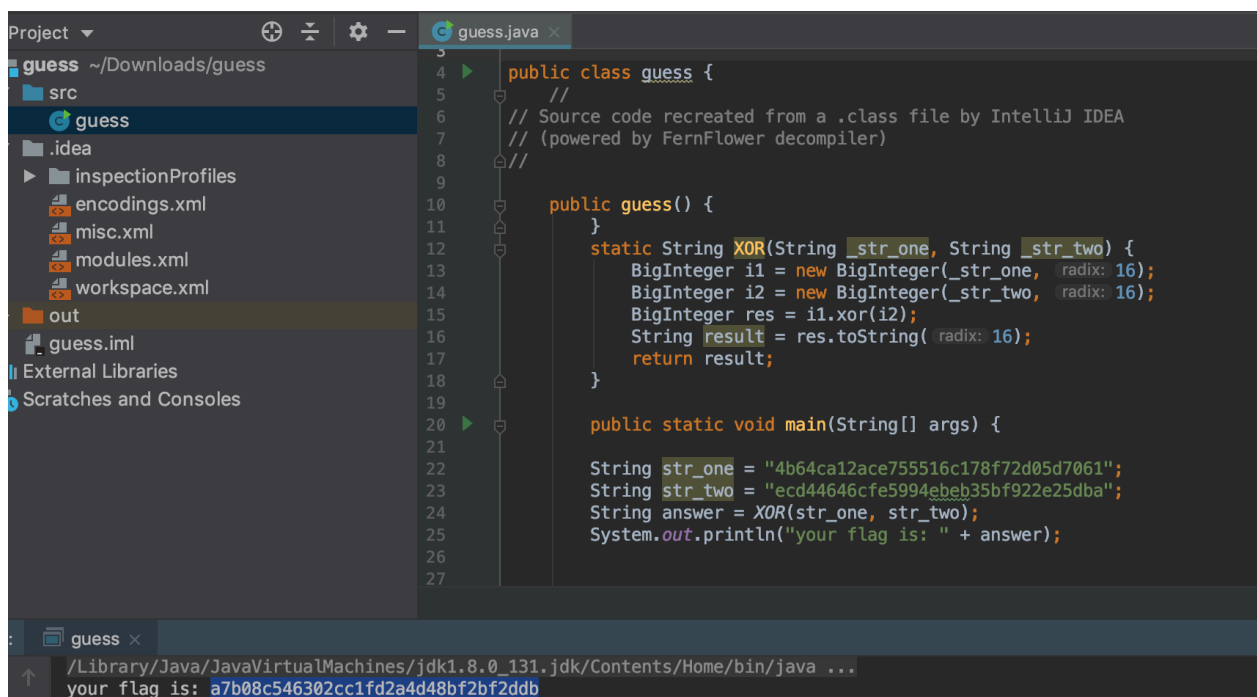 Project
guess ~/Downloads/guess
src
guess
.idea
inspectionProfiles
encodings.xml
misc.xml
modules.xml
workspace.xml
out
guess.iml
External Libraries
Scratches and Consoles
guess.java
3
4 public class guess {
5 //
6 // Source code recreated from a .class file by IntelliJ IDEA
7 // (powered by FernFlower decompiler)
8 //
9
10 public guess() {
11 }
12 static String XOR(String _str_one, String _str_two) {
13 BigInteger i1 = new BigInteger(_str_one, radix: 16);
14 BigInteger i2 = new BigInteger(_str_two, radix: 16);
15 BigInteger res = i1.xor(i2);
16 String result = res.toString( radix: 16);
17 return result;
18 }
19
20 public static void main(String[] args) {
21
22 String str_one = "4b64ca12ace755516c178f72d05d7061";
23 String str_two = "ecd44646cfe5994ebeb35bf922e25dba";
24 String answer = XOR(str_one, str_two);
25 System.out.println("your flag is: " + answer);
26
27
: guess
/Library/Java/JavaVirtualMachines/jdk1.8.0_131.jdk/Contents/Home/bin/java ...
your flag is: a7b08c546302cc1fd2a4d48bf2bf2ddb